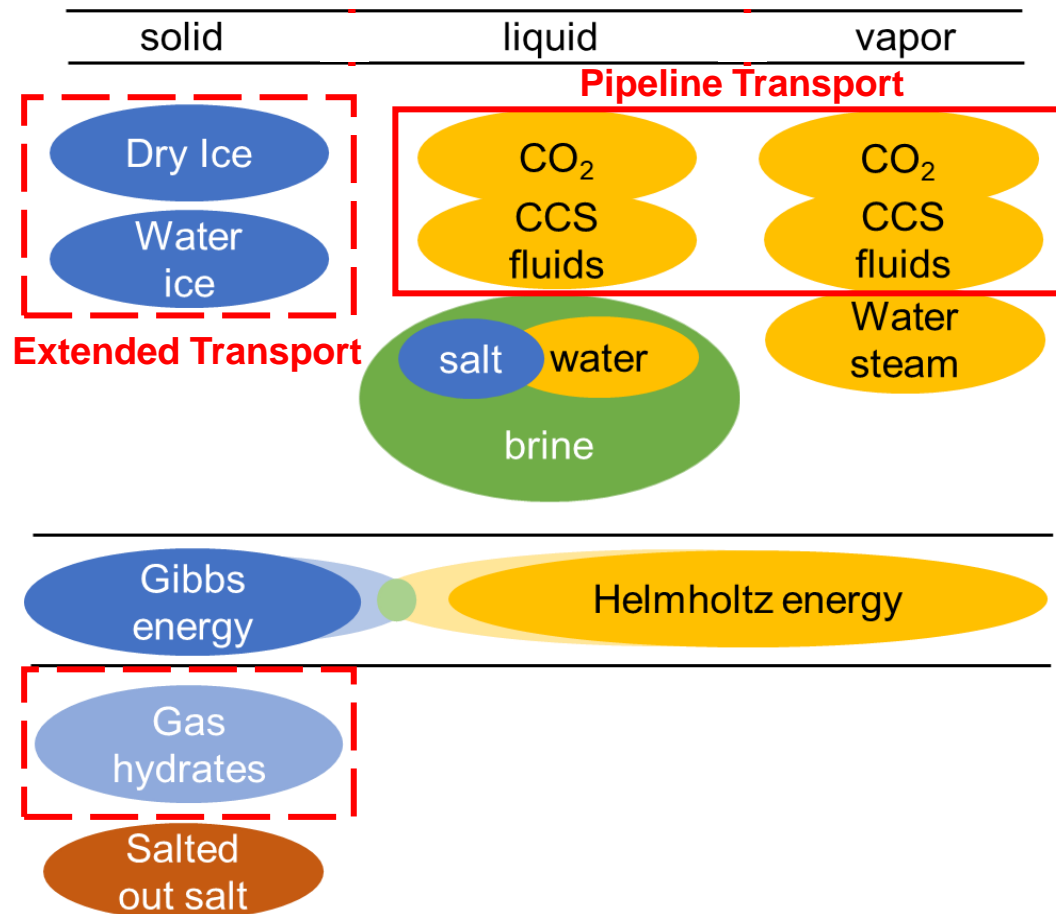 solid liquid vapor
Pipeline Transport
Dry Ice
CO₂
CO₂
Water
ice
CCS
fluids
CCS
fluids
Extended Transport
salt
water
Water
steam
brine
Gibbs
energy
Helmholtz energy
Gas
hydrates
Salted
out salt